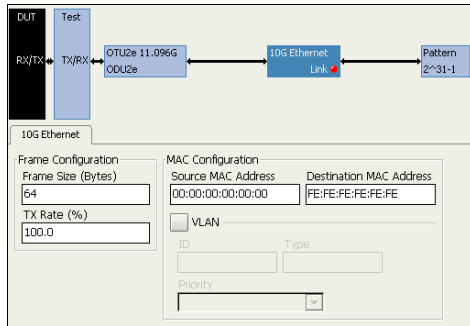 DUT
Test
RX/TX
TX/RX
OTU2e 11.096G
ODU2e
10G Ethernet
Link
Pattern
2^31-1
10G Ethernet
Frame Configuration
Frame Size (Bytes)
64
TX Rate (%)
100.0
MAC Configuration
Source MAC Address
Destination MAC Address
00:00:00:00:00:00
FE:FE:FE:FE:FE:FE
VLAN
ID
Type
Priority